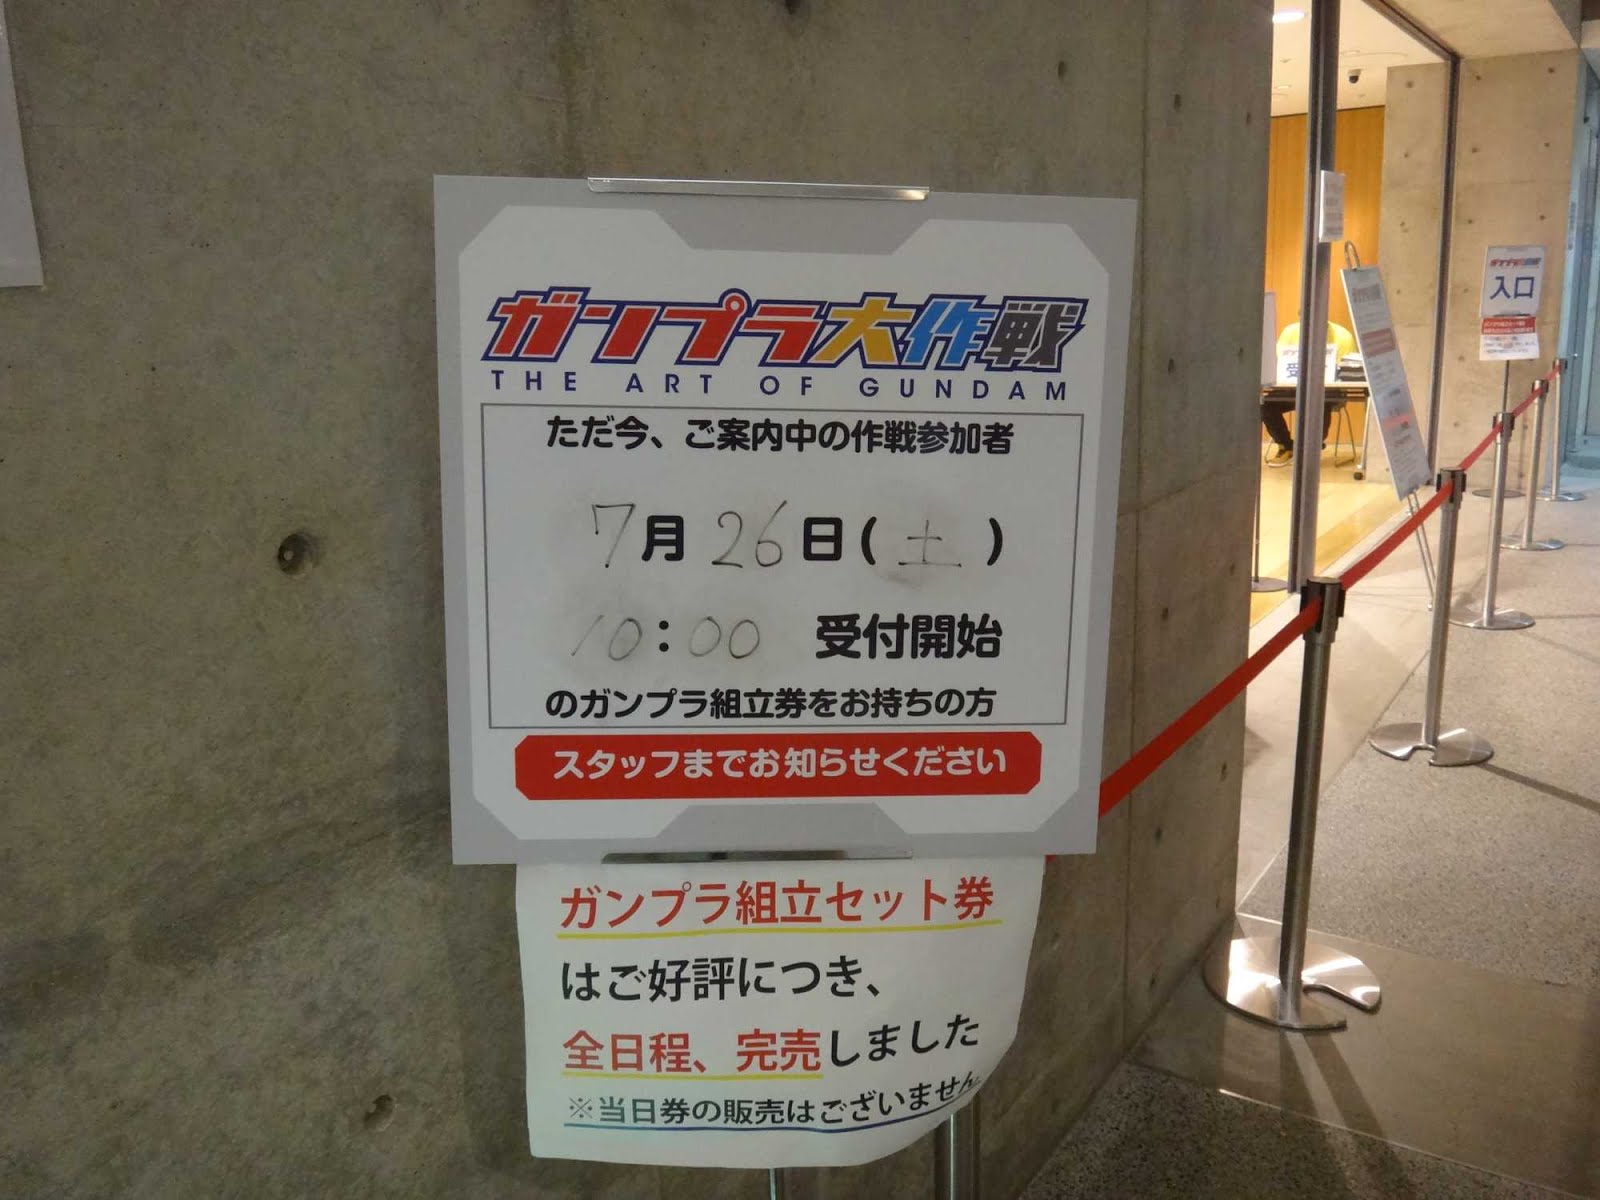 ガンプラ大作戦
THE ART OF GUNDAM
ただ今、ご案内中の作戦参加者
7月26日(土)
10:00 受付開始
のガンプラ組立券をお持ちの方
スタッフまでお知らせください
ガンプラ組立セット券
はご好評につき、
全日程、完売しました
※当日券の販売はございません
入口